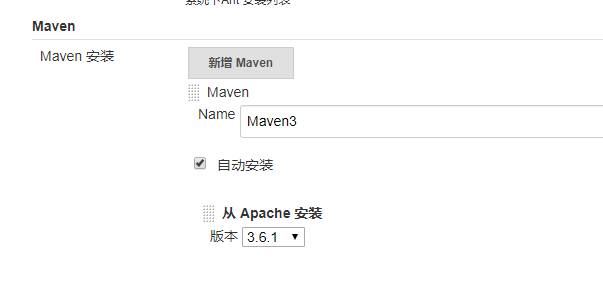 系统下Ant 安装列表
Maven
Maven 安装
新增 Maven
Maven
Name
Maven3
自动安装
从 Apache 安装
版本 3.6.1